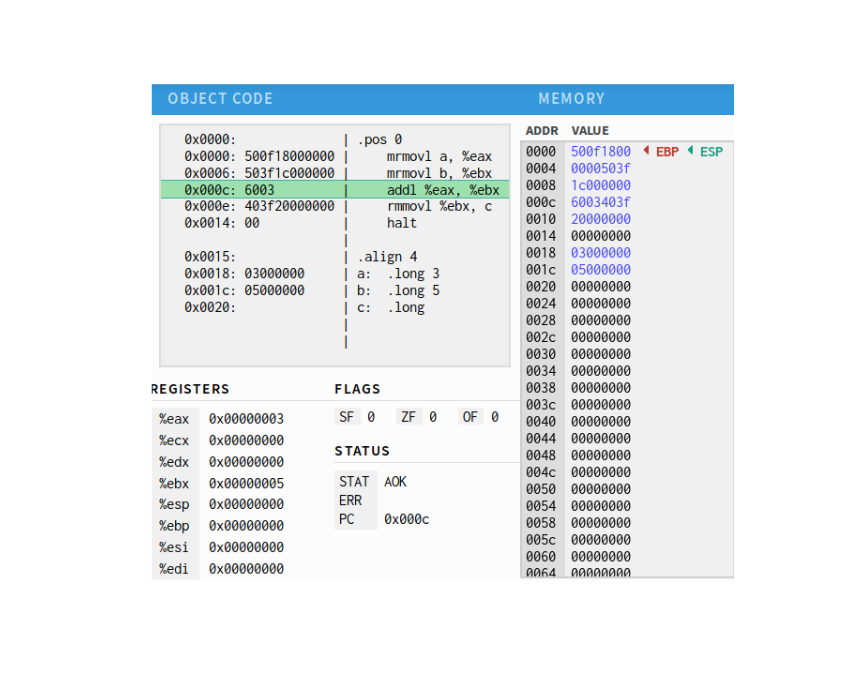 OBJECT CODE
0x0000: | .pos 0
0x0000: 500f18000000 | mrmovl a, %eax
0x0006: 503f1c000000 | mrmovl b, %ebx
0x000c: 6003 | addl %eax, %ebx
0x000e: 403f20000000 | rmmovl %ebx, c
0x0014: 00 | halt
|
0x0015: | .align 4
0x0018: 03000000 | a: .long 3
0x001c: 05000000 | b: .long 5
0x0020: | c: .long
|
|
REGISTERS
%eax 0x00000003
%ecx 0x00000000
%edx 0x00000000
%ebx 0x00000005
%esp 0x00000000
%ebp 0x00000000
%esi 0x00000000
%edi 0x00000000
FLAGS
SF 0 ZF 0 OF 0
STATUS
STAT AOK
ERR
PC 0x000c
MEMORY
ADDR VALUE
0000 500f1800 EBP ESP
0004 0000503f
0008 1c000000
000c 6003403f
0010 20000000
0014 00000000
0018 03000000
001c 05000000
0020 00000000
0024 00000000
0028 00000000
002c 00000000
0030 00000000
0034 00000000
0038 00000000
003c 00000000
0040 00000000
0044 00000000
0048 00000000
004c 00000000
0050 00000000
0054 00000000
0058 00000000
005c 00000000
0060 00000000
0064 00000000